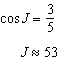 cos J = 3/5
J ≈ 53